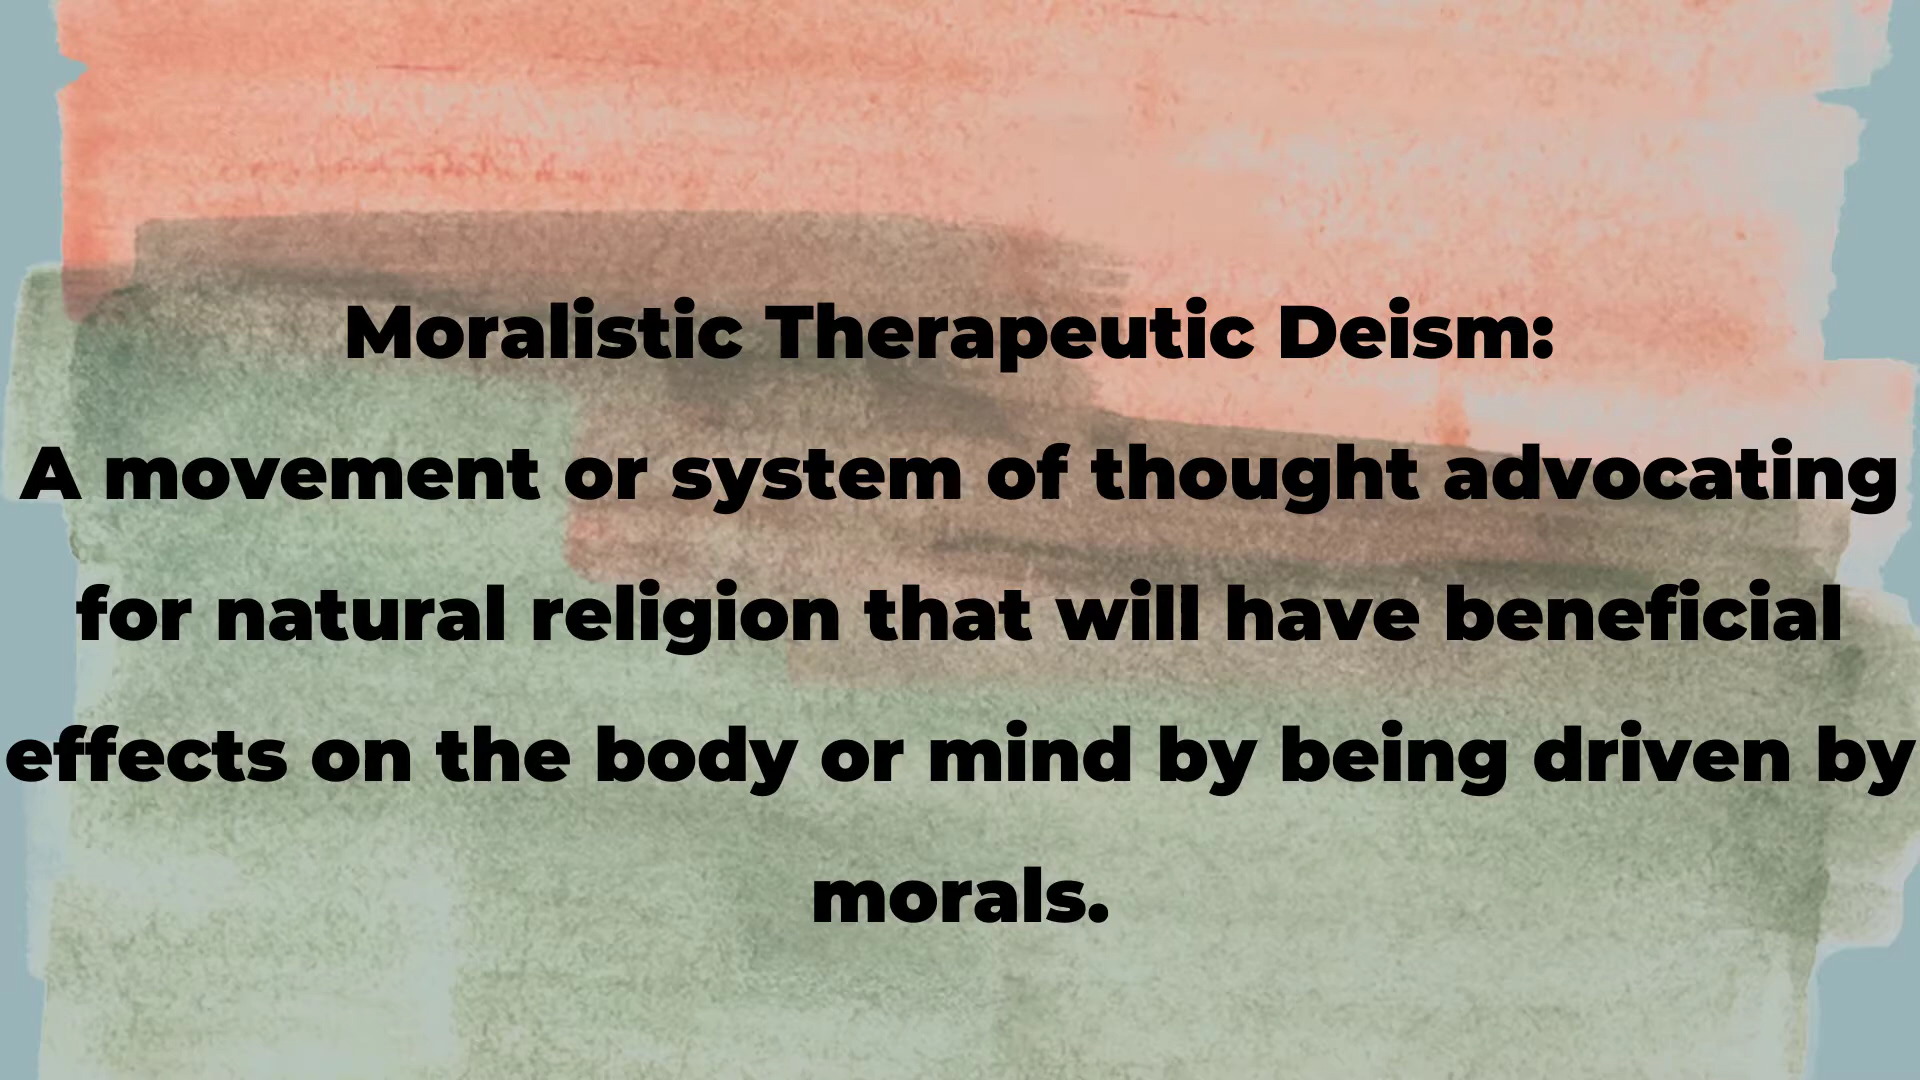 Moralistic Therapeutic Deism:
A movement or system of thought advocating
for natural religion that will have beneficial
effects on the body or mind by being driven by
morals.